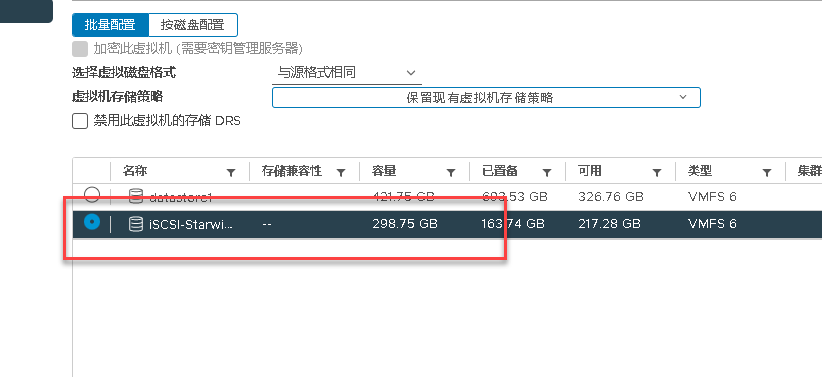 批量配置 按磁盘配置
加密此虚拟机 (需要密钥管理服务器)
选择虚拟磁盘格式 与源格式相同
虚拟机存储策略 保留现有虚拟机存储策略
禁用此虚拟机的存储 DRS
名称 存储兼容性 容量 已置备 可用 类型 集群
datastore1 421.75 GB 693.53 GB 326.76 GB VMFS 6
iSCSI-Starwi... -- 298.75 GB 163.74 GB 217.28 GB VMFS 6